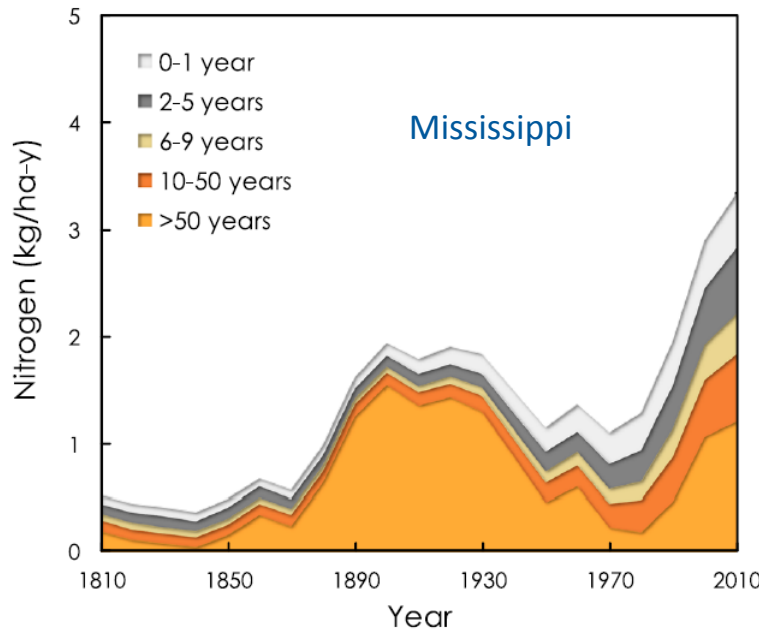 5
0-1 year
2-5 years
6-9 years
10-50 years
>50 years
Mississippi
4
3
2
1
0
Nitrogen (kg/ha-y)
1810
1850
1890
1930
1970
2010
Year